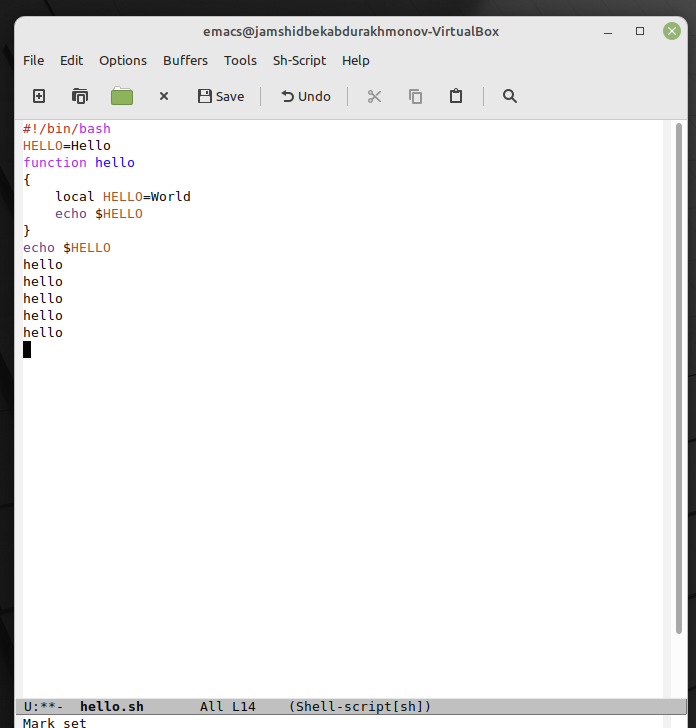 emacs@jamshidbekabdurakhmonov-VirtualBox
File Edit Options Buffers Tools Sh-Script Help
Save Undo
#!/bin/bash
HELLO=Hello
function hello
{
    local HELLO=World
    echo $HELLO
}
echo $HELLO
hello
hello
hello
hello
hello
U:**-  hello.sh       All L14    (Shell-script[sh])
Mark set